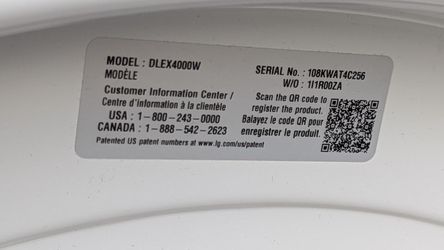 MODEL : DLEX4000W
MODÈLE
Customer Information Center /
Centre d'information à la clientèle
USA : 1-800-243-0000
CANADA : 1-888-542-2623
Patented US patent numbers at www.lg.com/us/patent
SERIAL No. : 108KWAT4C256
W/O : 1I1R00ZA
Scan the QR code to
register the product/
Balayez le code QR pour
enregistrer le produit.